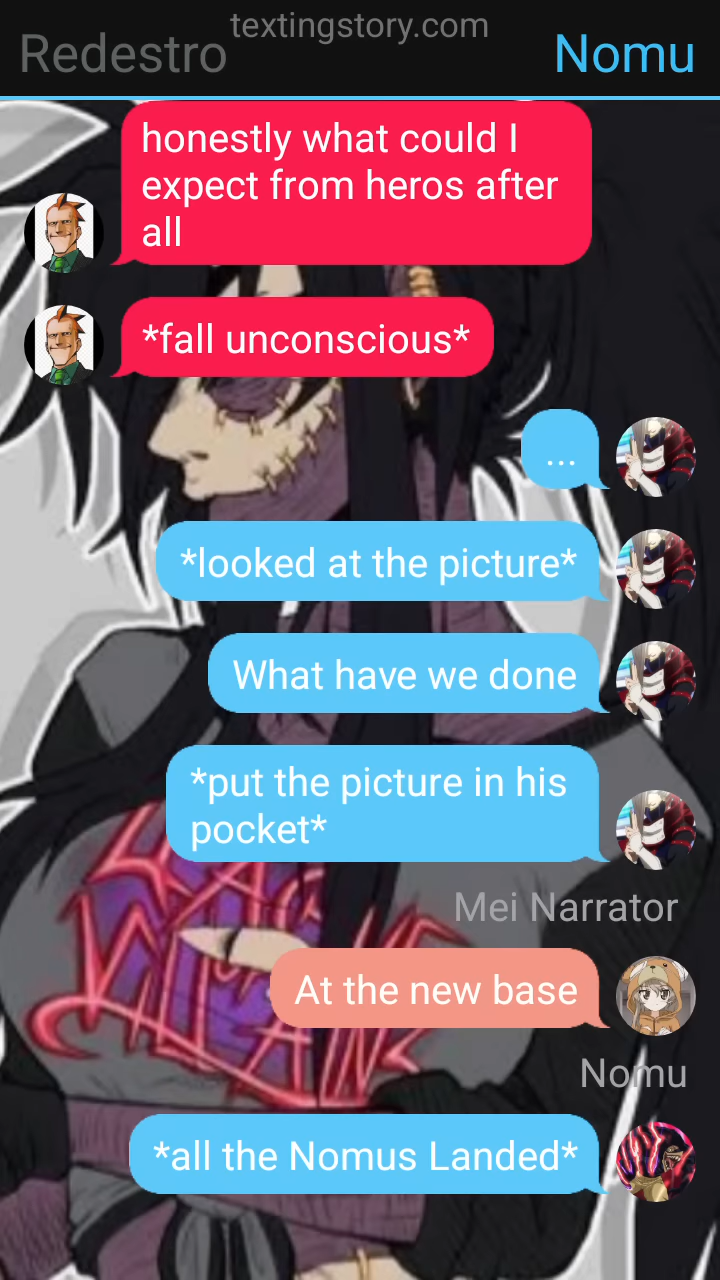 textingstory.com
Redestro
Nomu
honestly what could I
expect from heros after
all
*fall unconscious*
...
*looked at the picture*
What have we done
*put the picture in his
pocket*
Mei Narrator
At the new base
Nomu
*all the Nomus Landed*